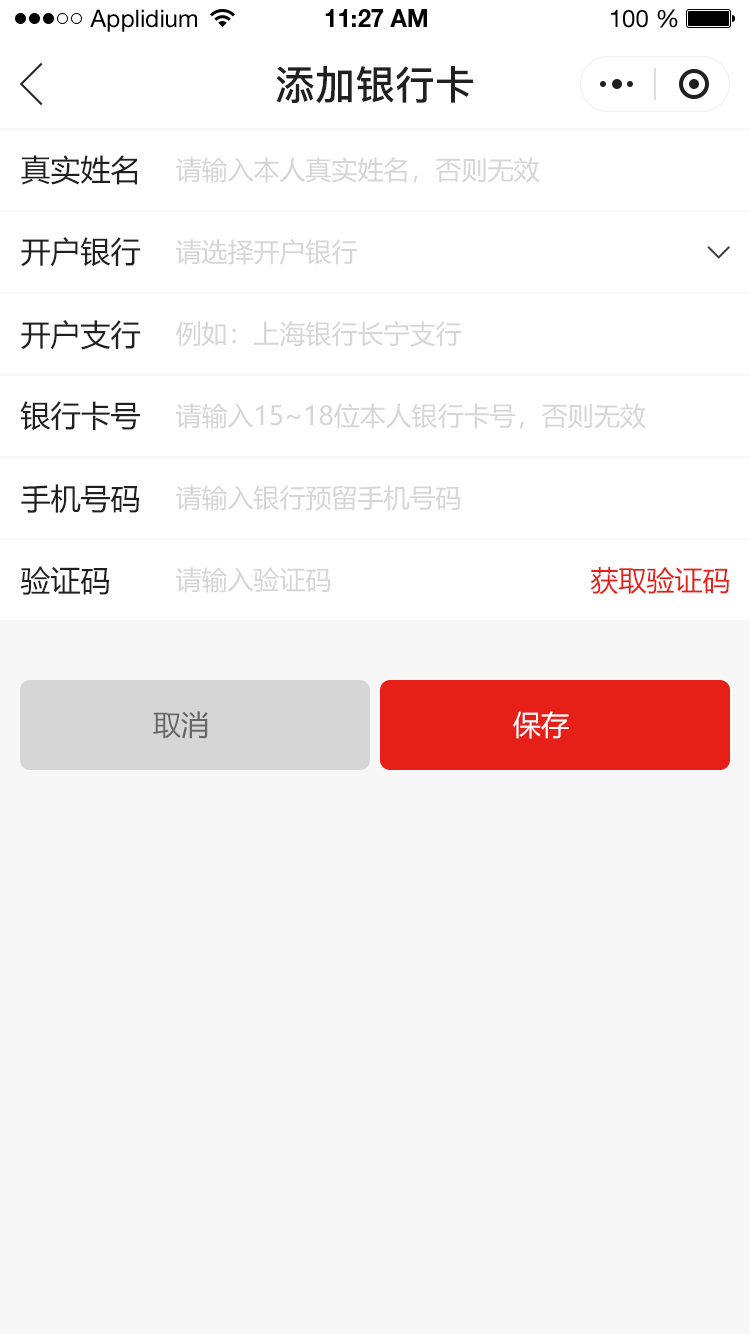 Applidium 11:27 AM 100 %
添加银行卡
真实姓名 请输入本人真实姓名，否则无效
开户银行 请选择开户银行
开户支行 例如：上海银行长宁支行
银行卡号 请输入15~18位本人银行卡号，否则无效
手机号码 请输入银行预留手机号码
验证码 请输入验证码 获取验证码
取消 保存